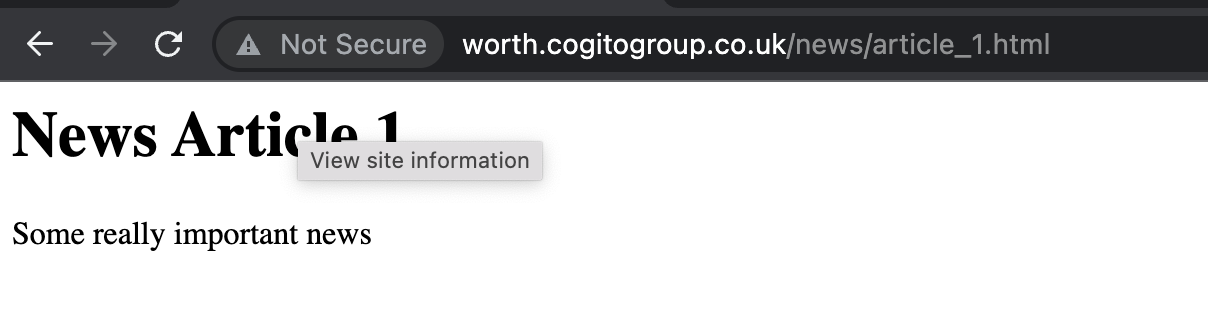 Not Secure worth.cogitogroup.co.uk/news/article_1.html
News Article 1
View site information
Some really important news